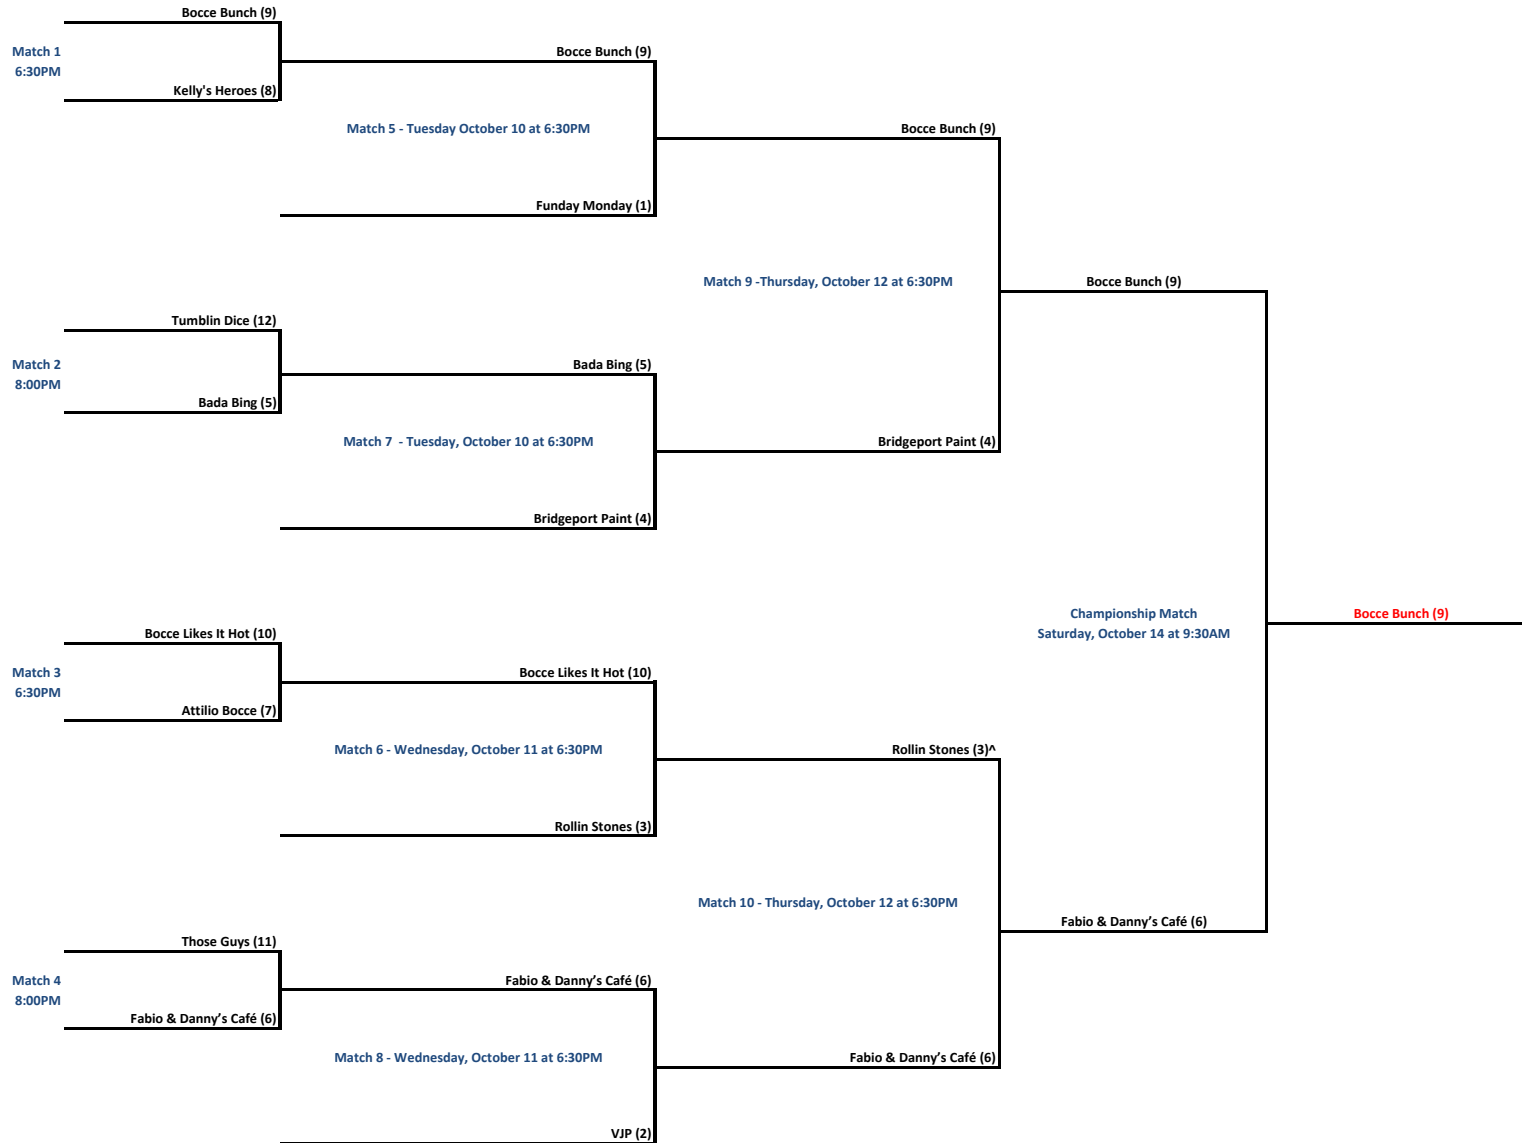 Bocce Bunch (9)
Match 1
6:30PM
Kelly's Heroes (8)
Bocce Bunch (9)
Match 5 - Tuesday October 10 at 6:30PM
Funday Monday (1)
Bocce Bunch (9)
Match 9 -Thursday, October 12 at 6:30PM
Bocce Bunch (9)
Tumblin Dice (12)
Match 2
8:00PM
Bada Bing (5)
Bada Bing (5)
Match 7  - Tuesday, October 10 at 6:30PM
Bridgeport Paint (4)
Bridgeport Paint (4)
Championship Match
Saturday, October 14 at 9:30AM
Bocce Bunch (9)
Bocce Likes It Hot (10)
Match 3
6:30PM
Attilio Bocce (7)
Bocce Likes It Hot (10)
Match 6 - Wednesday, October 11 at 6:30PM
Rollin Stones (3)
Rollin Stones (3)^
Match 10 - Thursday, October 12 at 6:30PM
Fabio & Danny’s Café (6)
Those Guys (11)
Match 4
8:00PM
Fabio & Danny’s Café (6)
Fabio & Danny’s Café (6)
Match 8 - Wednesday, October 11 at 6:30PM
Fabio & Danny’s Café (6)
VJP (2)